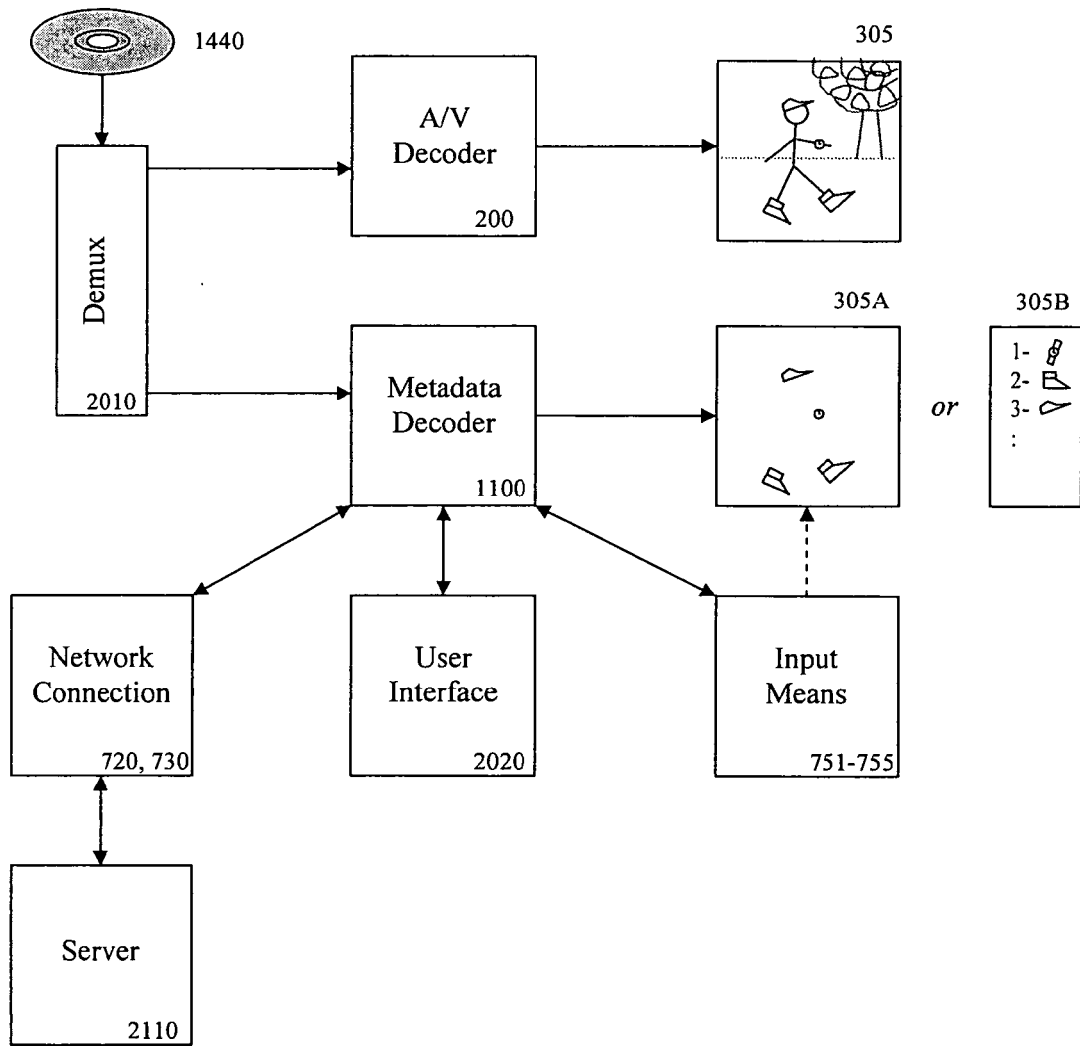 1440
305
A/V
Decoder
200
Demux
2010
305A
305B
Metadata
Decoder
1100
or
1-
2-
3-
:
:
Network
Connection
720, 730
User
Interface
2020
Input
Means
751-755
Server
2110